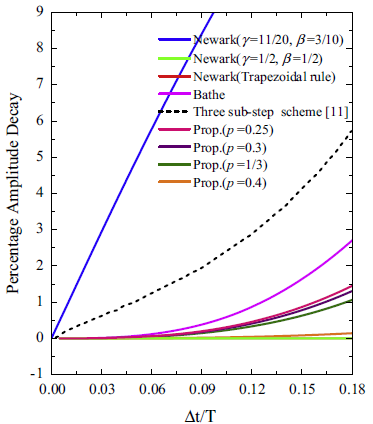 9
8
7
6
5
4
3
2
1
0
-1
Percentage Amplitude Decay
Newark(γ=11/20, β=3/10)
Newark(γ=1/2, β=1/2)
Newark(Trapezoidal rule)
Bathe
Three sub-step scheme [11]
Prop.(p=0.25)
Prop.(p=0.3)
Prop.(p=1/3)
Prop.(p=0.4)
0.00 0.03 0.06 0.09 0.12 0.15 0.18
Δt/T